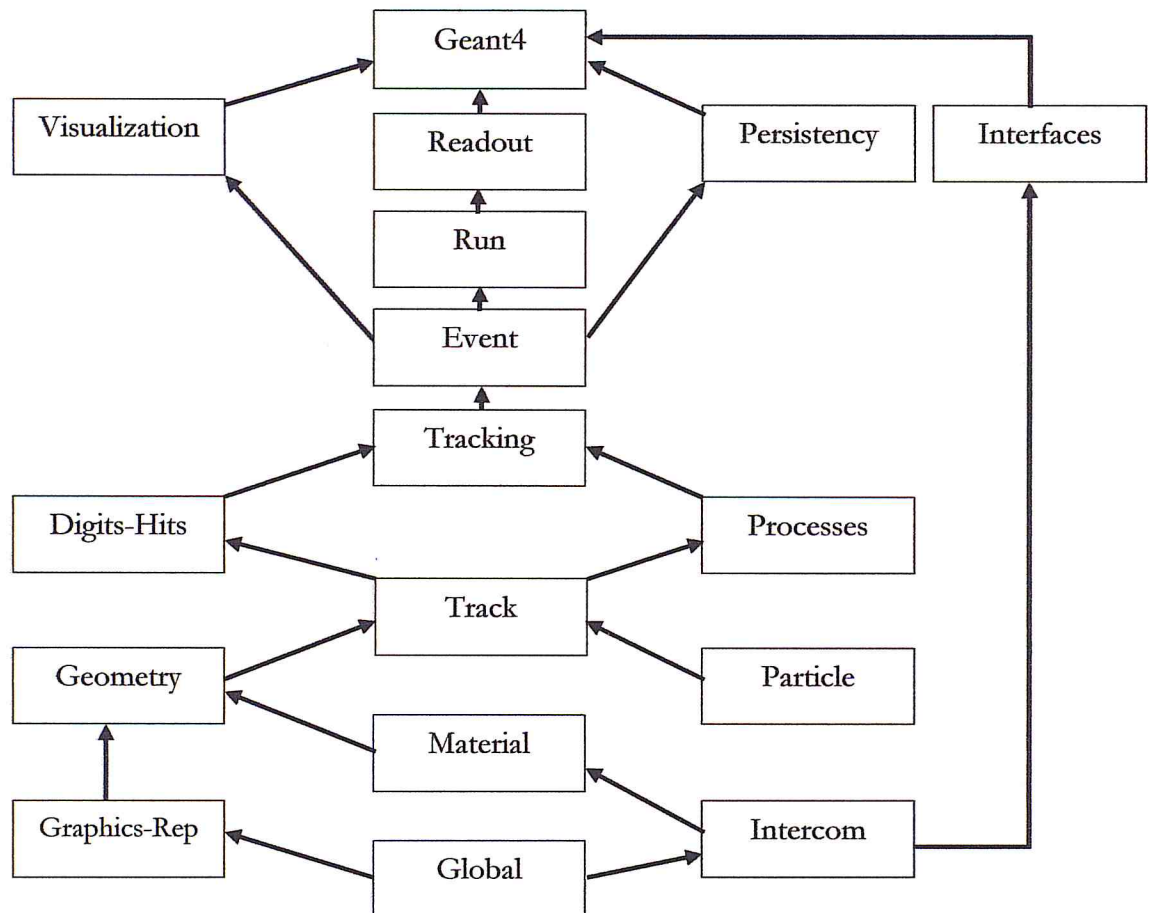 Geant4
Visualization
Readout
Persistency
Interfaces
Run
Event
Tracking
Digits-Hits
Processes
Track
Geometry
Particle
Material
Graphics-Rep
Intercom
Global